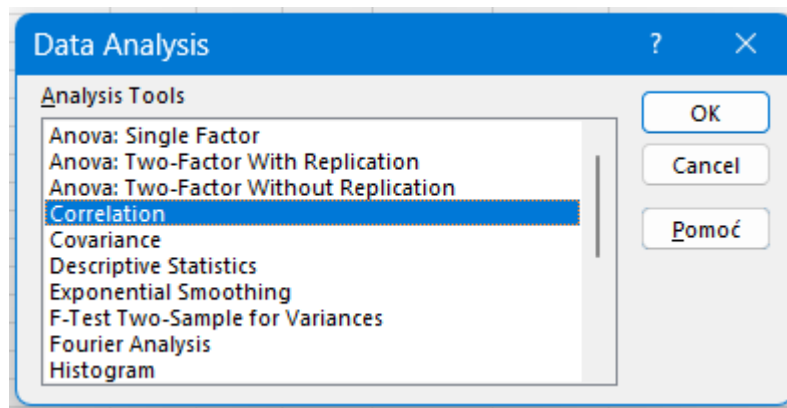 Data Analysis
?
Analysis Tools
Anova: Single Factor
Anova: Two-Factor With Replication
Anova: Two-Factor Without Replication
Correlation
Covariance
Descriptive Statistics
Exponential Smoothing
F-Test Two-Sample for Variances
Fourier Analysis
Histogram
OK
Cancel
Pomoć